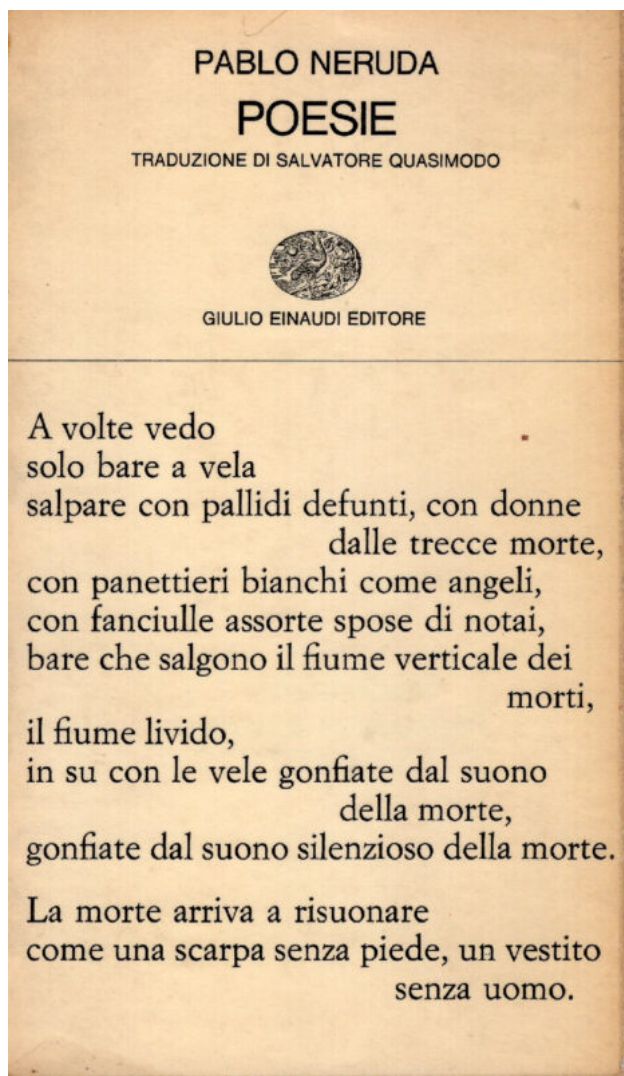 PABLO NERUDA
POESIE
TRADUZIONE DI SALVATORE QUASIMODO
GIULIO EINAUDI EDITORE
A volte vedo
solo bare a vela
salpare con pallidi defunti, con donne
dalle trecce morte,
con panettieri bianchi come angeli,
con fanciulle assorte spose di notai,
bare che salgono il fiume verticale dei
morti,
il fiume livido,
in su con le vele gonfiate dal suono
della morte,
gonfiate dal suono silenzioso della morte.
La morte arriva a risuonare
come una scarpa senza piede, un vestito
senza uomo.